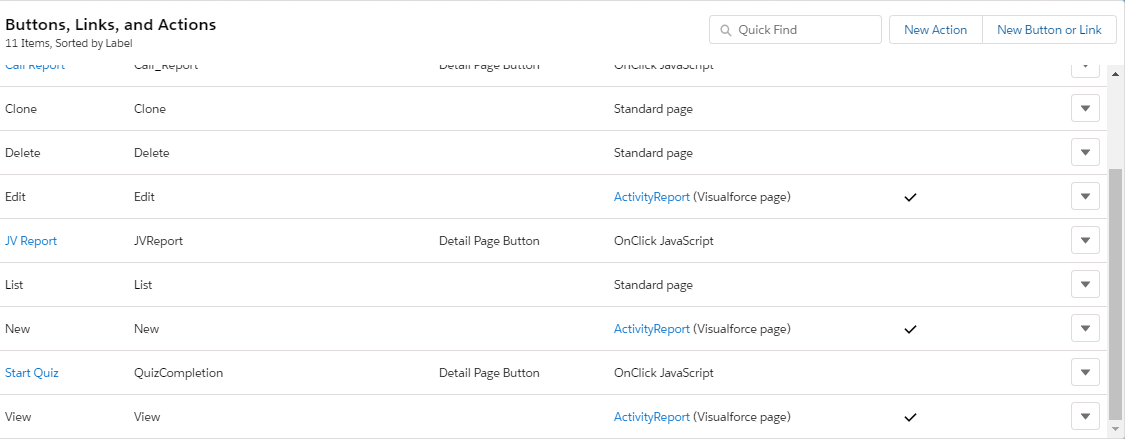 Buttons, Links, and Actions
11 Items, Sorted by Label
Quick Find
New Action
New Button or Link
Call Report Call_Report Detail Page Button OnClick JavaScript
Clone Clone Standard page
Delete Delete Standard page
Edit Edit ActivityReport (Visualforce page)
JV Report JVReport Detail Page Button OnClick JavaScript
List List Standard page
New New ActivityReport (Visualforce page)
Start Quiz QuizCompletion Detail Page Button OnClick JavaScript
View View ActivityReport (Visualforce page)